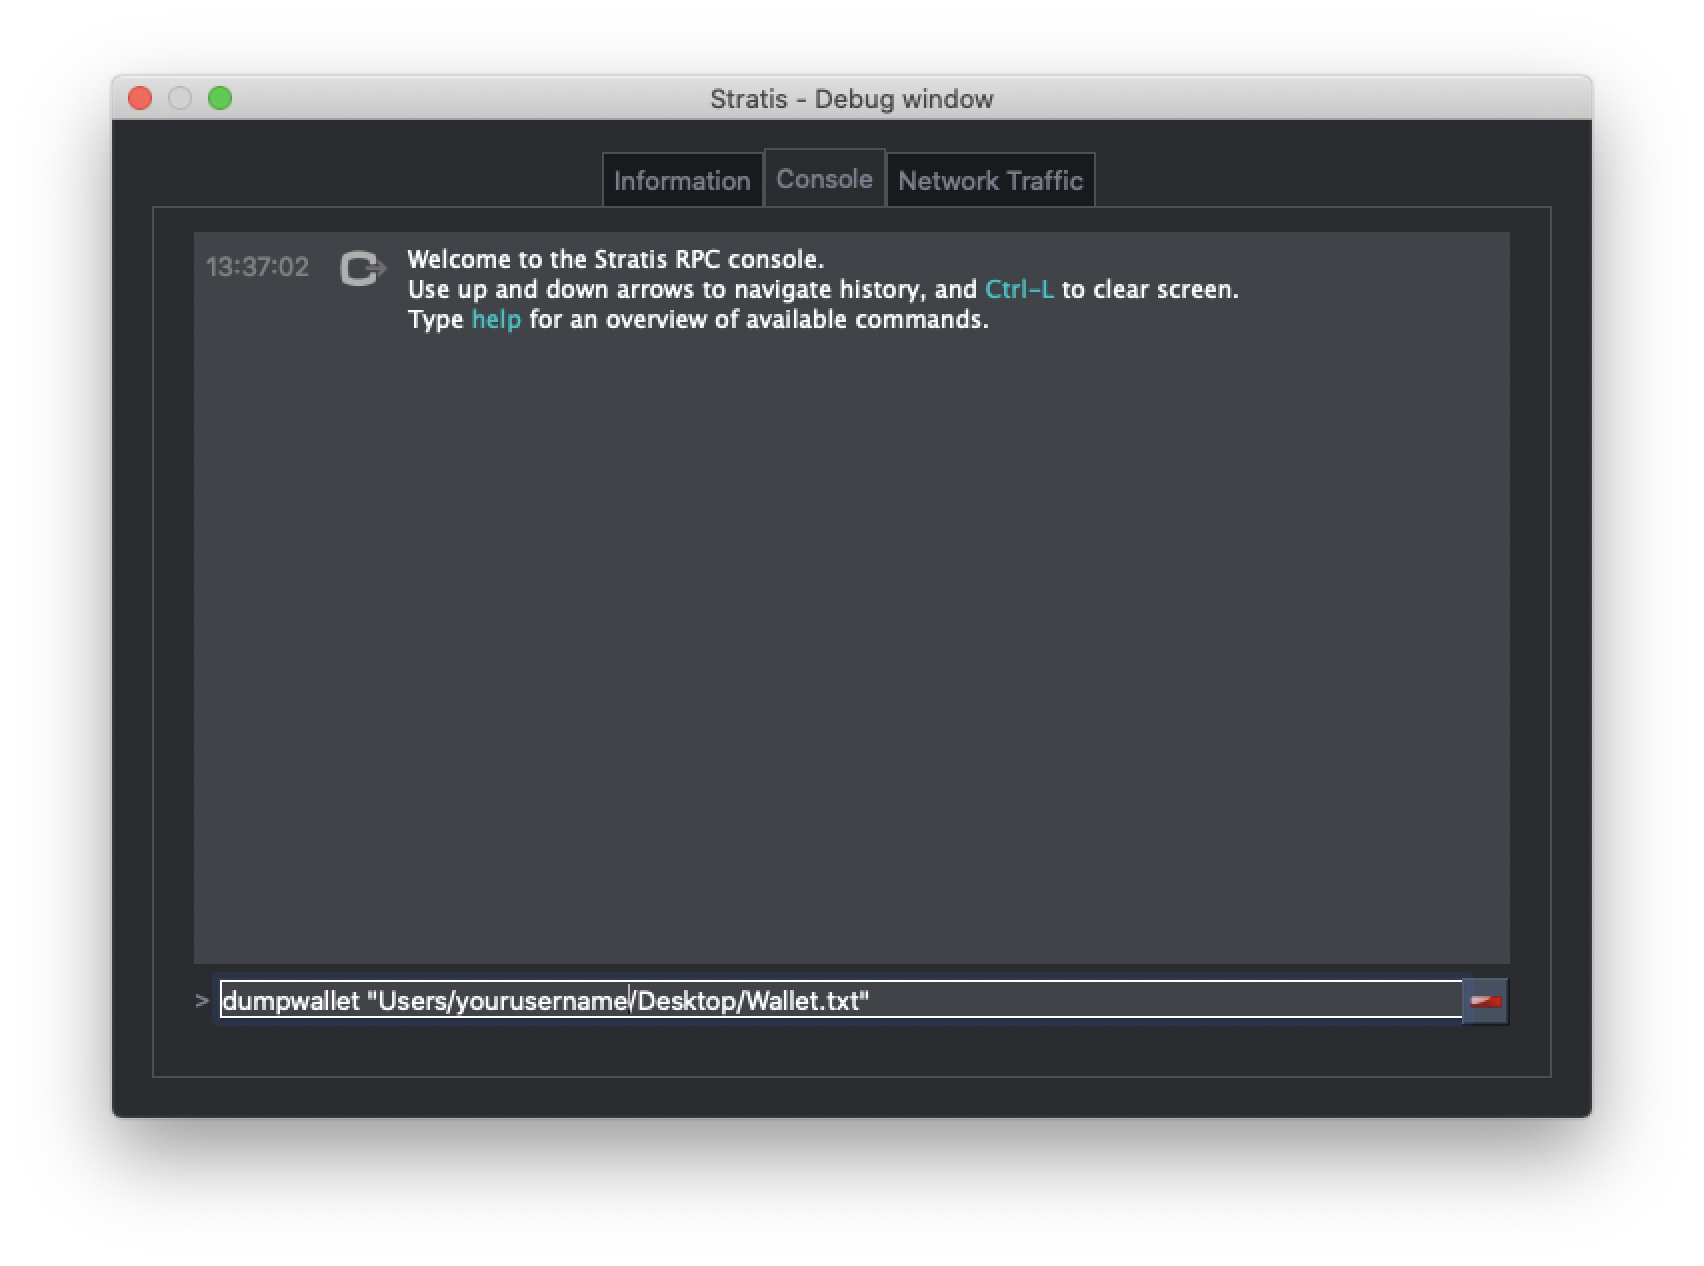 Stratis - Debug window
Information Console Network Traffic
13:37:02 Welcome to the Stratis RPC console.
Use up and down arrows to navigate history, and Ctrl-L to clear screen.
Type help for an overview of available commands.
> dumpwallet "Users/yourusername/Desktop/Wallet.txt"